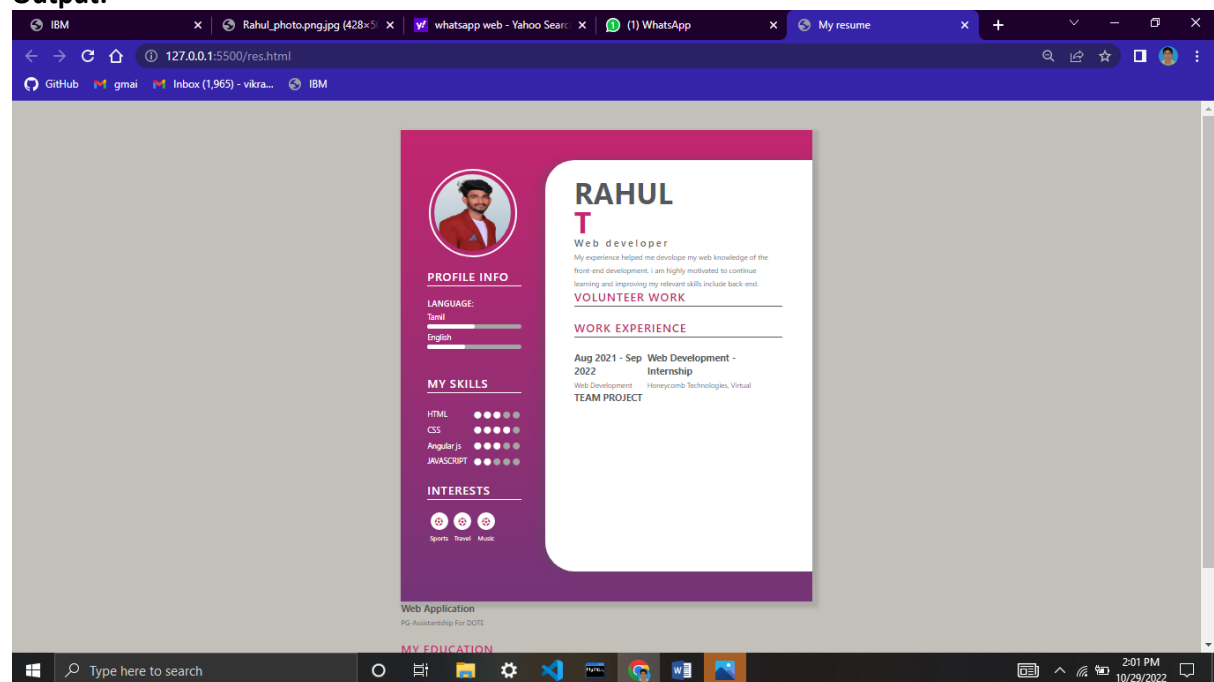 Output:
IBM
Rahul_photo.png.jpg (428×5
whatsapp web - Yahoo Searc
(1) WhatsApp
My resume
127.0.0.1:5500/res.html
GitHub
gmai
Inbox (1,965) - vikra...
IBM
RAHUL
T
Web developer
My experience helped me devolope my web knowledge of the
front-end development. i am highly motivated to continue
learning and improving my relevant skills include back-end.
VOLUNTEER WORK
WORK EXPERIENCE
Aug 2021 - Sep
2022
Web Development
Web Development -
Internship
Honeycomb Technologies, Virtual
TEAM PROJECT
PROFILE INFO
LANGUAGE:
Tamil
English
MY SKILLS
HTML
CSS
Angular js
JAVASCRIPT
INTERESTS
Sports Travel Music
Web Application
PG-Assistantship For DOTE
MY EDUCATION
Type here to search
2:01 PM
10/29/2022